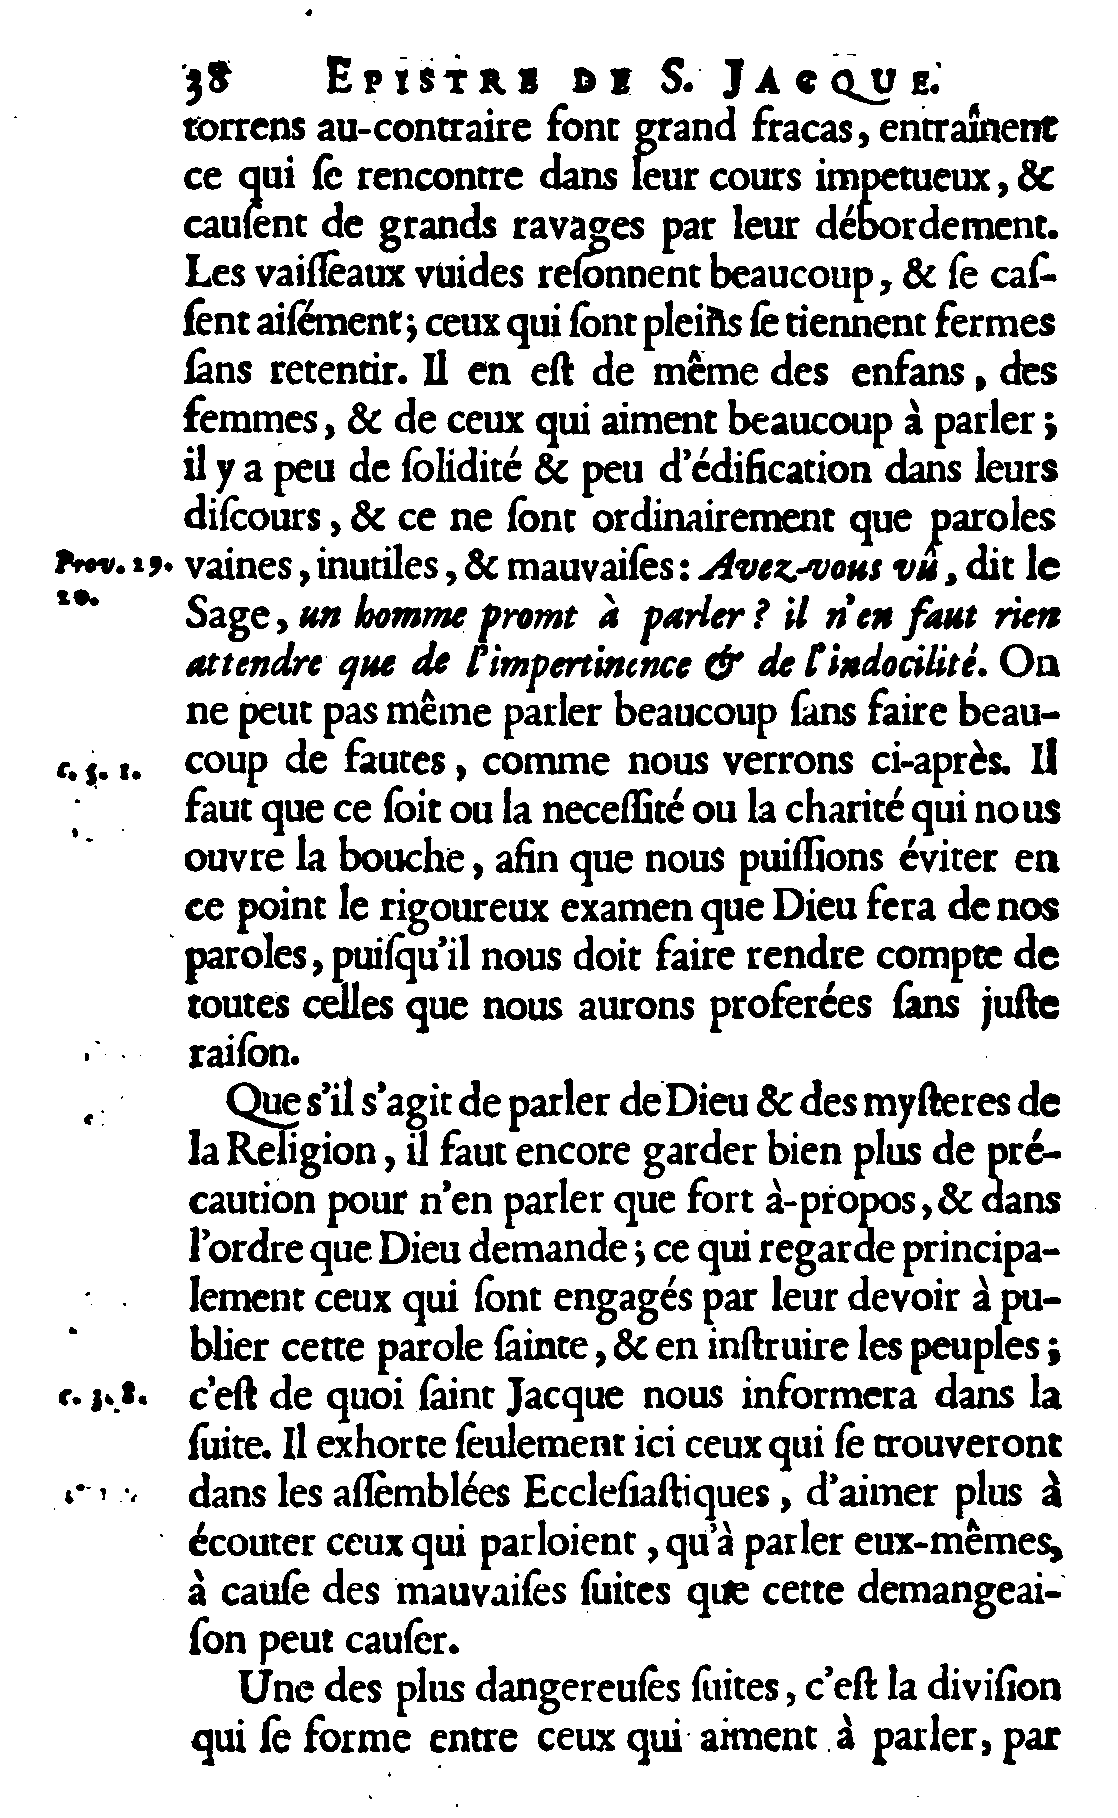 38 EPISTRE DE S. JACQUE.
torrens au-contraire font grand fracas, entraînent
ce qui ſe rencontre dans leur cours impetueux, &
cauſent de grands ravages par leur débordement.
Les vaiſſeaux vuides reſonnent beaucoup, & ſe caſ-
ſent aiſément; ceux qui ſont pleins ſe tiennent fermes
ſans retentir. Il en eſt de même des enfans, des
femmes, & de ceux qui aiment beaucoup à parler;
il y a peu de ſolidité & peu d'édification dans leurs
diſcours, & ce ne ſont ordinairement que paroles
Prov. 29. vaines, inutiles, & mauvaiſes: Avez-vous vû, dit le
20. Sage, un homme promt à parler? il n'en faut rien
attendre que de l'impertinence & de l'indocilité. On
ne peut pas même parler beaucoup ſans faire beau-
c. 3. 1. coup de fautes, comme nous verrons ci-après. Il
faut que ce ſoit ou la neceſſité ou la charité qui nous
ouvre la bouche, afin que nous puiſſions éviter en
ce point le rigoureux examen que Dieu fera de nos
paroles, puiſqu'il nous doit faire rendre compte de
toutes celles que nous aurons proferées ſans juſte
raiſon.
Que s'il s'agit de parler de Dieu & des myſteres de
la Religion, il faut encore garder bien plus de pré-
caution pour n'en parler que fort à-propos, & dans
l'ordre que Dieu demande; ce qui regarde principa-
lement ceux qui ſont engagés par leur devoir à pu-
blier cette parole ſainte, & en inſtruire les peuples;
c. 3. 8. c'eſt de quoi ſaint Jacque nous informera dans la
ſuite. Il exhorte ſeulement ici ceux qui ſe trouveront
dans les aſſemblées Eccleſiaſtiques, d'aimer plus à
écouter ceux qui parloient, qu'à parler eux-mêmes,
à cauſe des mauvaiſes ſuites que cette demangeai-
ſon peut cauſer.
Une des plus dangereuſes ſuites, c'eſt la diviſion
qui ſe forme entre ceux qui aiment à parler, par